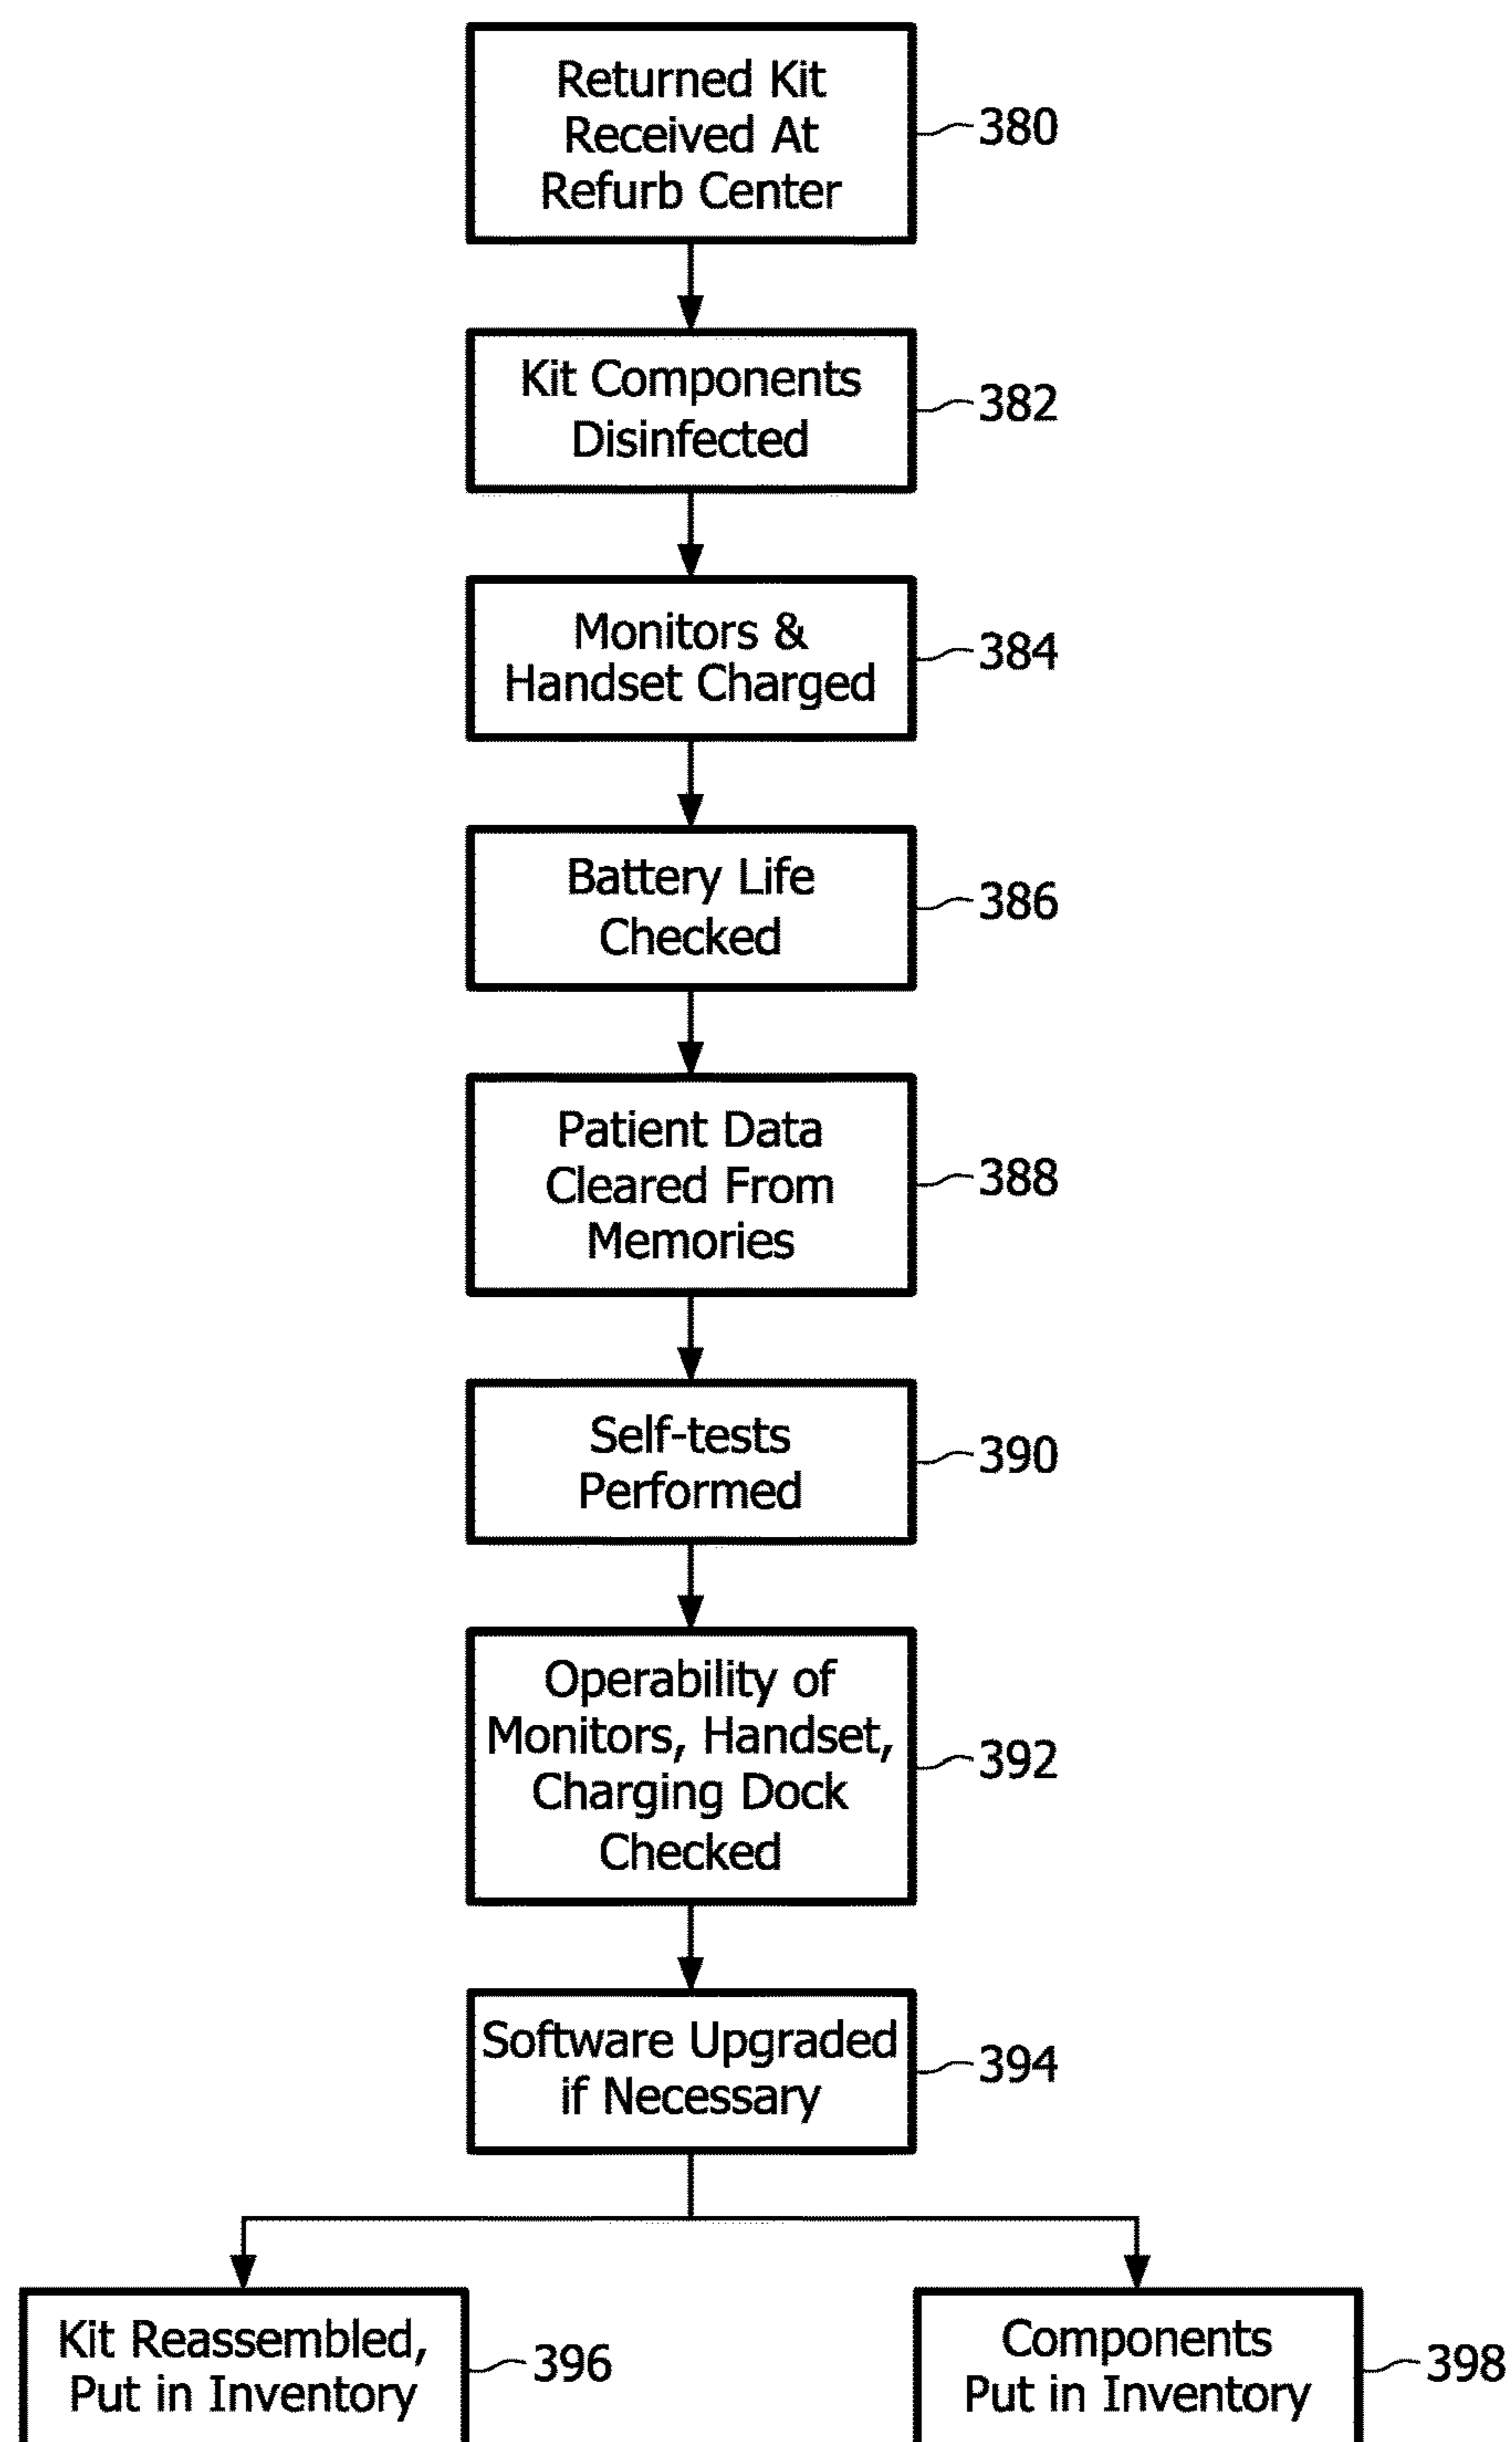 Returned Kit
Received At
Refurb Center
380
Kit Components
Disinfected
382
Monitors &
Handset Charged
384
Battery Life
Checked
386
Patient Data
Cleared From
Memories
388
Self-tests
Performed
390
Operability of
Monitors, Handset,
Charging Dock
Checked
392
Software Upgraded
if Necessary
394
Kit Reassembled,
Put in Inventory
396
Components
Put in Inventory
398